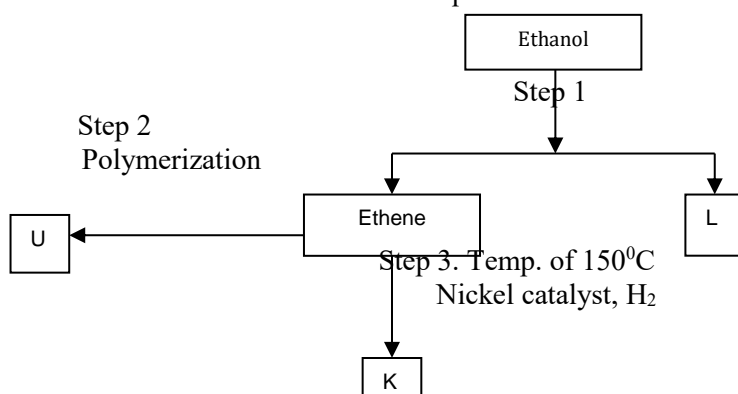 Ethanol
Step 1
Step 2
Polymerization
Ethene
L
U
Step 3. Temp. of 150⁰C
Nickel catalyst, H₂
K